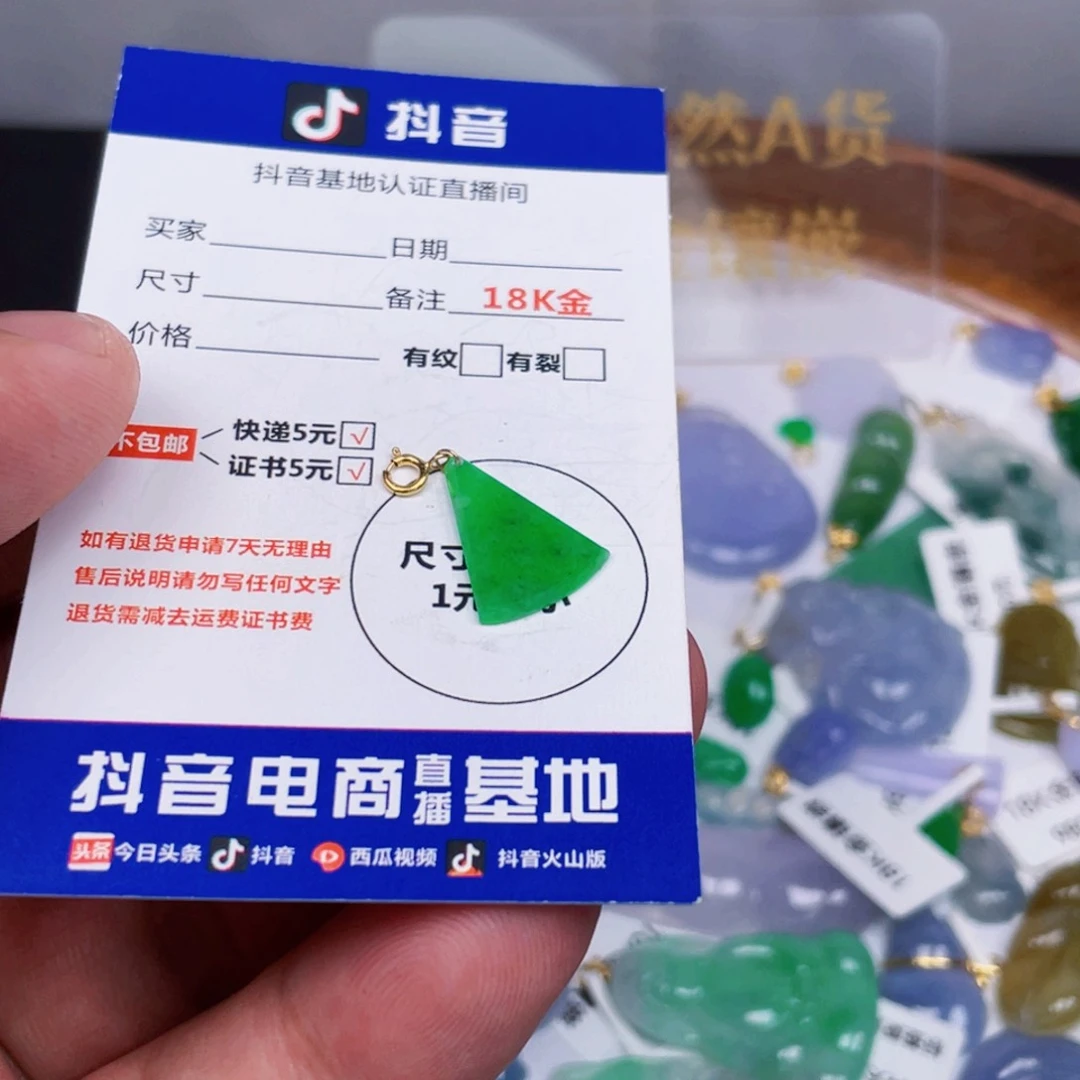 抖音
抖音基地认证直播间
买家 日期
尺寸 备注 18K金
价格 有纹 有裂
不包邮
快递5元 √
证书5元 √
如有退货申请7天无理由
售后说明请勿写任何文字
退货需减去运费证书费
尺寸
1元
抖音电商直播基地
头条 今日头条 抖音 西瓜视频 抖音火山版
然A货
镶嵌
18K